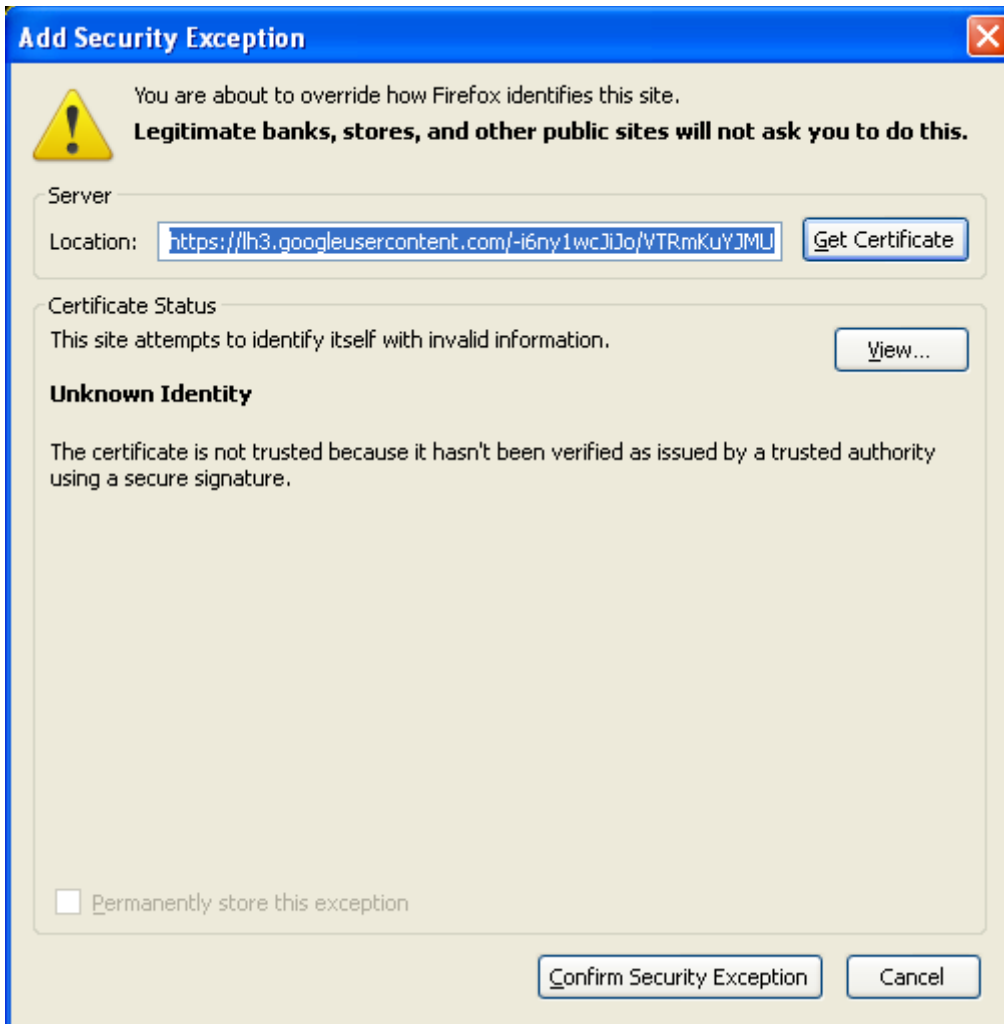 Add Security Exception
You are about to override how Firefox identifies this site.
Legitimate banks, stores, and other public sites will not ask you to do this.
Server
Location: https://lh3.googleusercontent.com/-i6ny1wcJiJo/VTRmKuYJMU Get Certificate
Certificate Status
This site attempts to identify itself with invalid information. View...
Unknown Identity
The certificate is not trusted because it hasn't been verified as issued by a trusted authority
using a secure signature.
Permanently store this exception
Confirm Security Exception Cancel